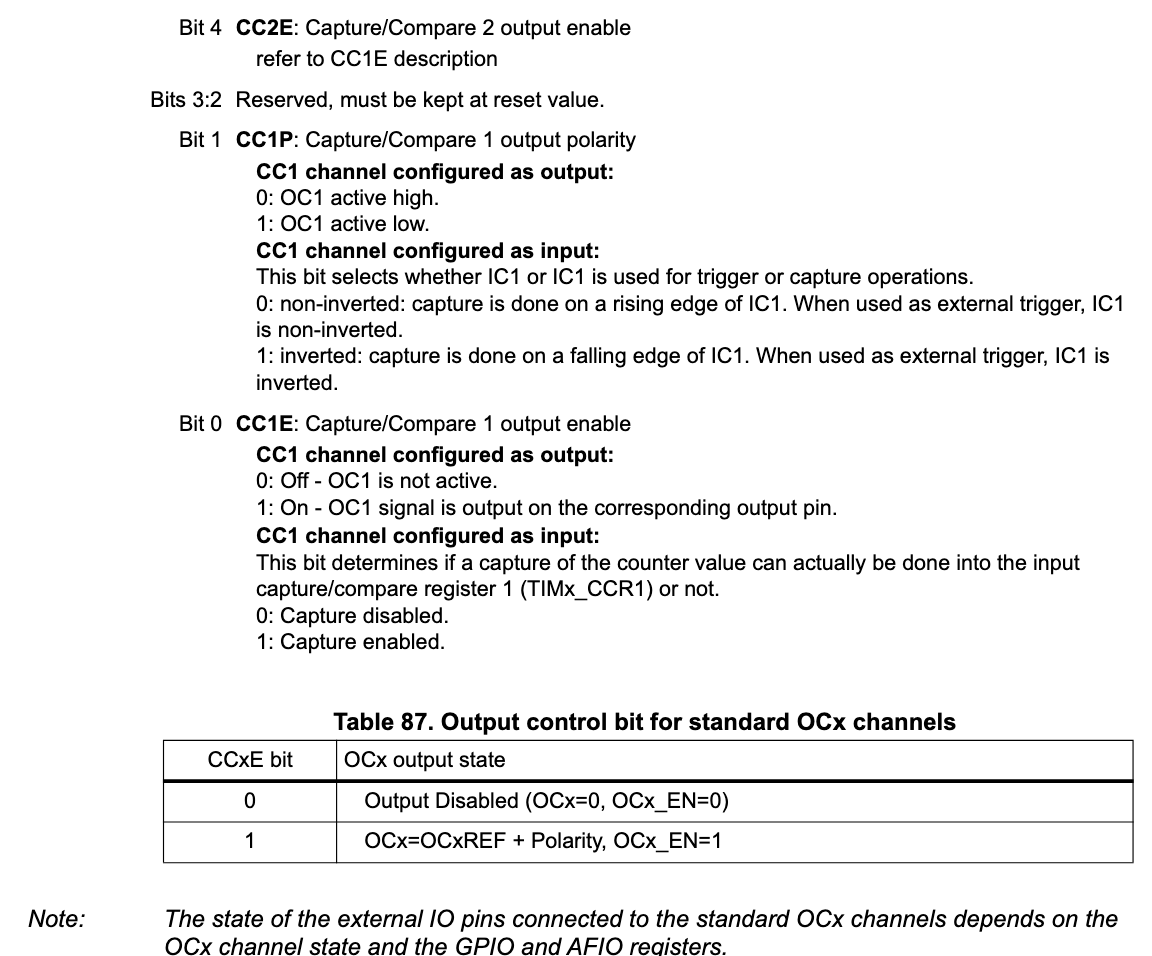 Bit 4 CC2E: Capture/Compare 2 output enable
refer to CC1E description
Bits 3:2 Reserved, must be kept at reset value.
Bit 1 CC1P: Capture/Compare 1 output polarity
CC1 channel configured as output:
0: OC1 active high.
1: OC1 active low.
CC1 channel configured as input:
This bit selects whether IC1 or IC1 is used for trigger or capture operations.
0: non-inverted: capture is done on a rising edge of IC1. When used as external trigger, IC1
is non-inverted.
1: inverted: capture is done on a falling edge of IC1. When used as external trigger, IC1 is
inverted.
Bit 0 CC1E: Capture/Compare 1 output enable
CC1 channel configured as output:
0: Off - OC1 is not active.
1: On - OC1 signal is output on the corresponding output pin.
CC1 channel configured as input:
This bit determines if a capture of the counter value can actually be done into the input
capture/compare register 1 (TIMx_CCR1) or not.
0: Capture disabled.
1: Capture enabled.
Table 87. Output control bit for standard OCx channels
CCxE bit OCx output state
0 Output Disabled (OCx=0, OCx_EN=0)
1 OCx=OCxREF + Polarity, OCx_EN=1
Note: The state of the external IO pins connected to the standard OCx channels depends on the
OCx channel state and the GPIO and AFIO registers.